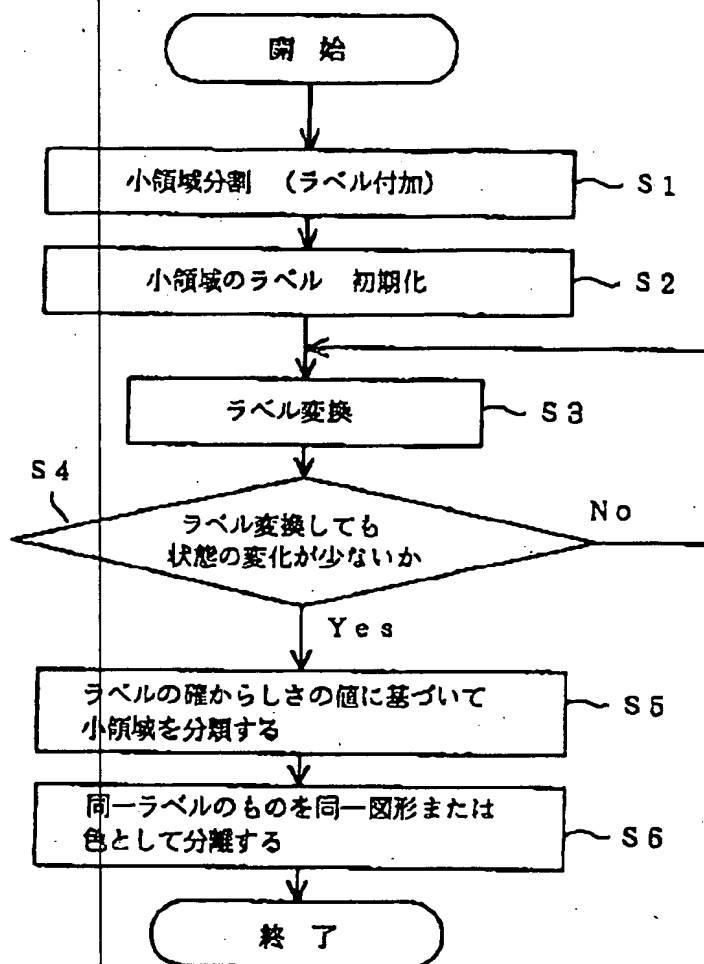 開 始
小領域分割 (ラベル付加)
S1
小領域のラベル 初期化
S2
ラベル変換
S3
S4
ラベル変換しても
状態の変化が少ないか
No
Yes
ラベルの確からしさの値に基づいて
小領域を分類する
S5
同一ラベルのものを同一図形または
色として分離する
S6
終 了